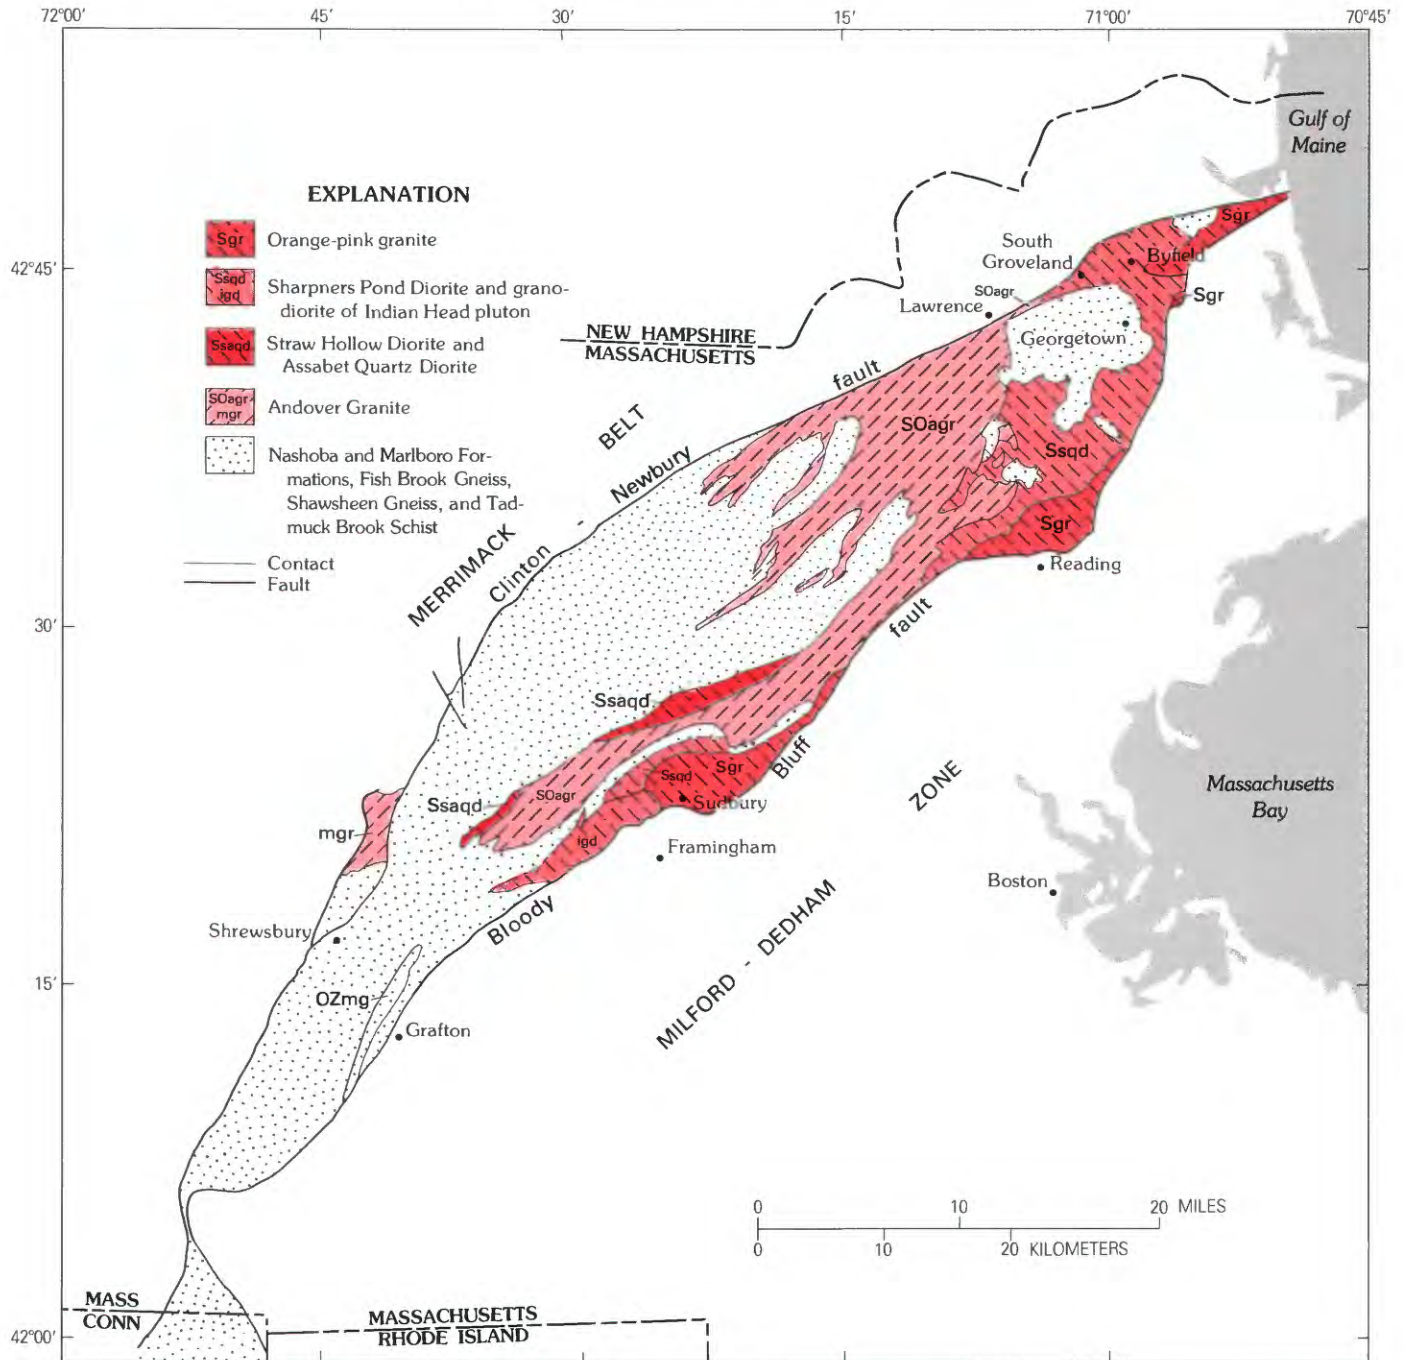 72°00′ 45′ 30′ 15′ 71°00′ 70°45′
Gulf of
Maine
EXPLANATION
Sgr Orange-pink granite
Ssqd
igd
Sharpners Pond Diorite and grano-
diorite of Indian Head pluton
Ssaqd
Straw Hollow Diorite and
Assabet Quartz Diorite
SOagr
mgr
Andover Granite
Nashoba and Marlboro For-
mations, Fish Brook Gneiss,
Shawsheen Gneiss, and Tad-
muck Brook Schist
Contact
Fault
42°45′
30′
15′
42°00′
NEW HAMPSHIRE
MASSACHUSETTS
South
Groveland
Byfield
Sgr
Sgr
SOagr
Lawrence
Georgetown
MERRIMACK BELT
Clinton Newbury fault
SOagr
Ssqd
Sgr
Reading
Ssaqd
Ssaqd
SOagr
Ssqd
Sgr
Sudbury
igd
Framingham
Bloody Bluff fault
mgr
Shrewsbury
OZmg
Grafton
MILFORD - DEDHAM ZONE
Boston
Massachusetts
Bay
0 10 20 MILES
0 10 20 KILOMETERS
MASS
CONN
MASSACHUSETTS
RHODE ISLAND